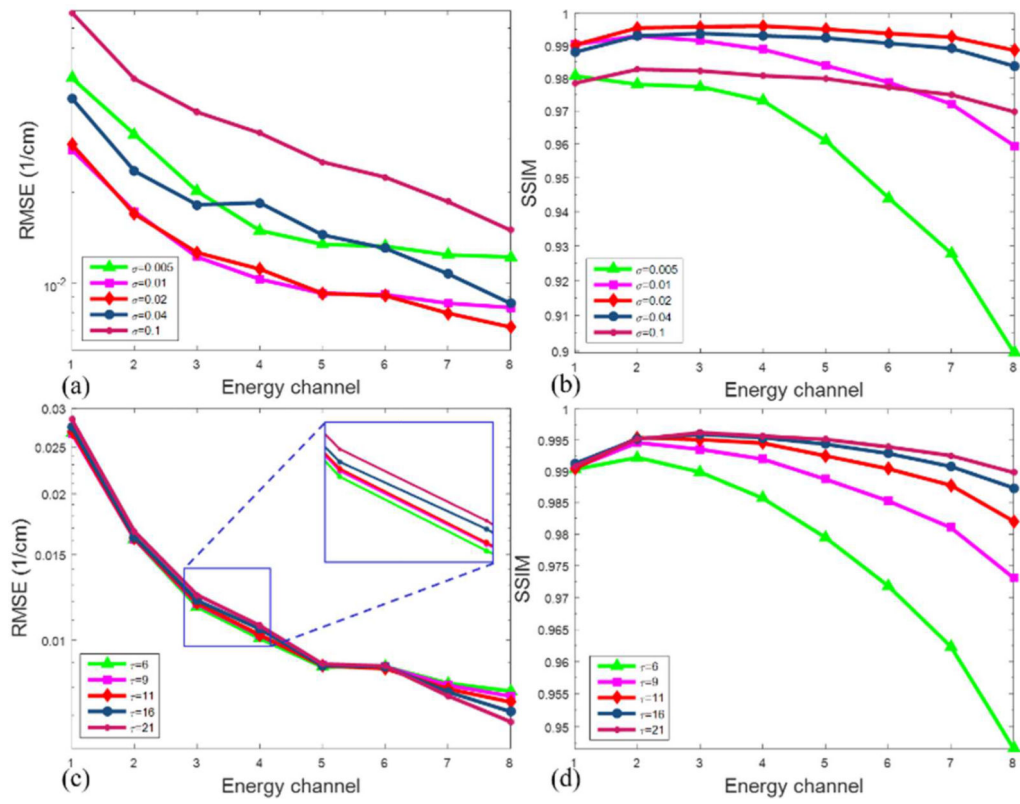 RMSE (1/cm)
10⁻²
σ=0.005
σ=0.01
σ=0.02
σ=0.04
σ=0.1
1 2 3 4 5 6 7 8
Energy channel
(a)
SSIM
1
0.99
0.98
0.97
0.96
0.95
0.94
0.93
0.92
0.91
0.9
σ=0.005
σ=0.01
σ=0.02
σ=0.04
σ=0.1
1 2 3 4 5 6 7 8
Energy channel
(b)
RMSE (1/cm)
0.03
0.025
0.02
0.015
0.01
τ=6
τ=9
τ=11
τ=16
τ=21
1 2 3 4 5 6 7 8
Energy channel
(c)
SSIM
1
0.995
0.99
0.985
0.98
0.975
0.97
0.965
0.96
0.955
0.95
τ=6
τ=9
τ=11
τ=16
τ=21
1 2 3 4 5 6 7 8
Energy channel
(d)